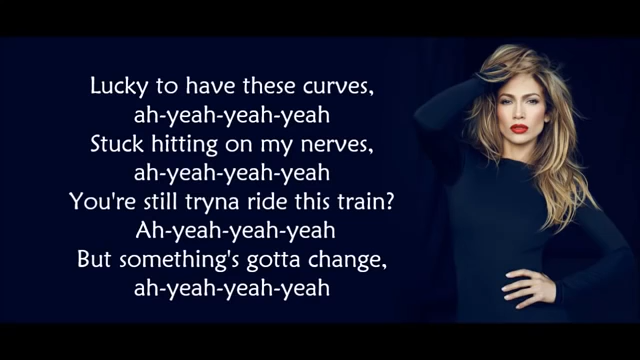 Lucky to have these curves,
ah-yeah-yeah-yeah
Stuck hitting on my nerves,
ah-yeah-yeah-yeah
You're still tryna ride this train?
Ah-yeah-yeah-yeah
But something's gotta change,
ah-yeah-yeah-yeah